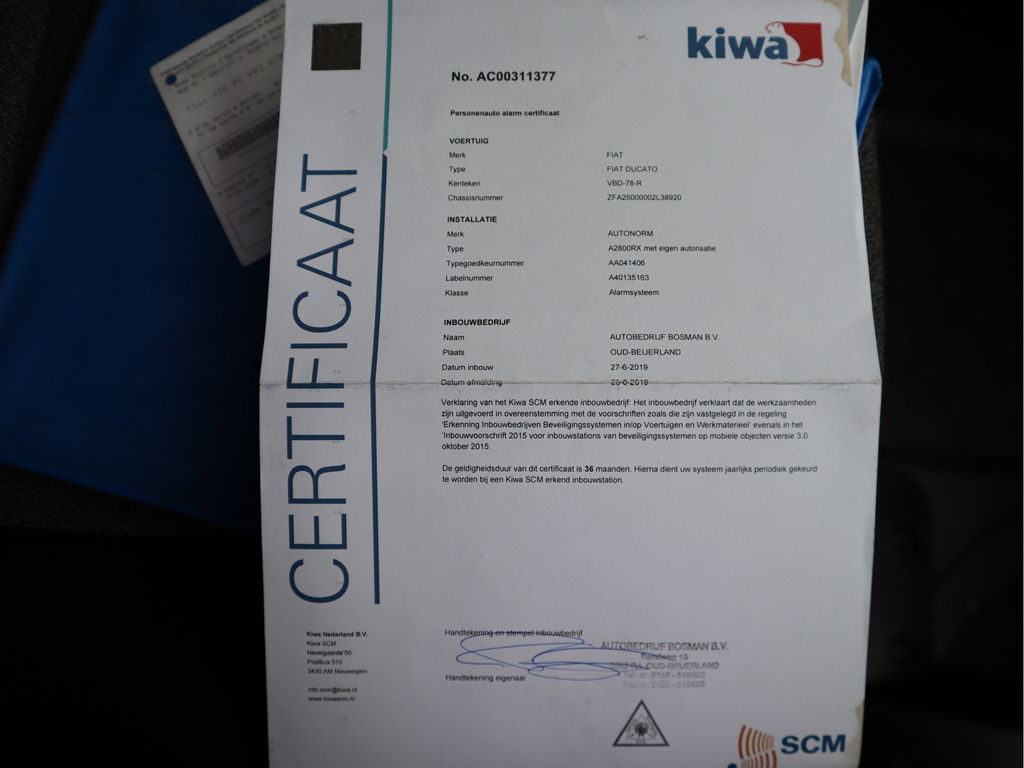 kiwa
No. AC00311377
Personenauto alarm certificaat
CERTIFICAAT
VOERTUIG
Merk FIAT
Type FIAT DUCATO
Kenteken VBD-78-R
Chassisnummer ZFA25000002L38920
INSTALLATIE
Merk AUTONORM
Type A2800RX met eigen autorisatie
Typegoedkeurnummer AA041406
Labelnummer A40135163
Klasse Alarmsysteem
INBOUWBEDRIJF
Naam AUTOBEDRIJF BOSMAN B.V.
Plaats OUD-BEIJERLAND
Datum inbouw 27-6-2019
Datum afmelding 28-6-2019
Verklaring van het Kiwa SCM erkende inbouwbedrijf: Het inbouwbedrijf verklaart dat de werkzaamheden
zijn uitgevoerd in overeenstemming met de voorschriften zoals die zijn vastgelegd in de regeling
'Erkenning Inbouwbedrijven Beveiligingssystemen in/op Voertuigen en Werkmaterieel' evenals in het
'Inbouwvoorschrift 2015 voor inbouwstations van beveiligingssystemen op mobiele objecten versie 3.0
oktober 2015.
De geldigheidsduur van dit certificaat is 36 maanden. Hierna dient uw systeem jaarlijks periodiek gekeurd
te worden bij een Kiwa SCM erkend inbouwstation.
Kiwa Nederland B.V.
Kiwa SCM
Nevelgaarde 50
Postbus 510
3430 AM Nieuwegein
info.scm@kiwa.nl
www.kiwascm.nl
Handtekening en stempel inbouwbedrijf
AUTOBEDRIJF BOSMAN B.V.
15
OUD-BEIJERLAND
Tel. nr. 0186 -
Handtekening eigenaar
SCM